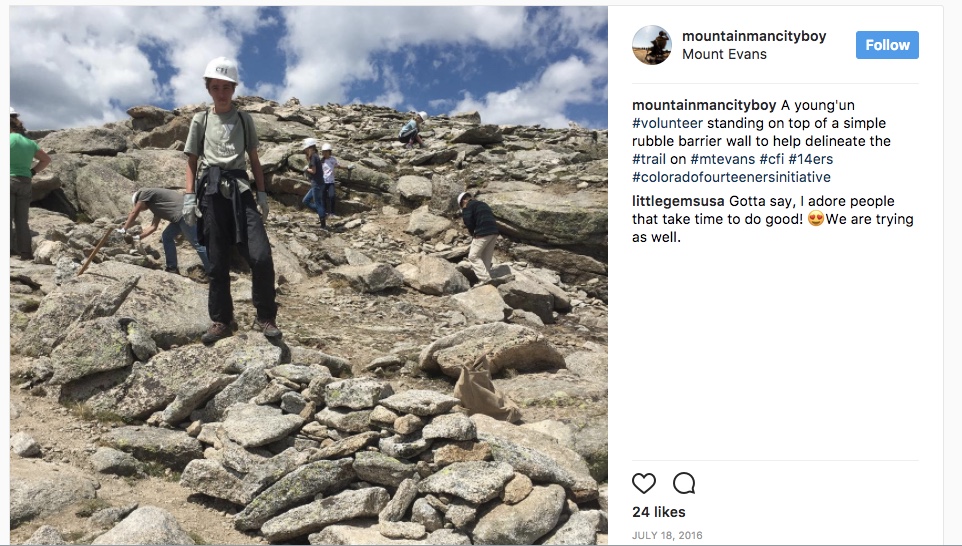 CFI
mountainmancityboy
Mount Evans
Follow
mountainmancityboy A young'un
#volunteer standing on top of a simple
rubble barrier wall to help delineate the
#trail on #mtevans #cfi #14ers
#coloradofourteenersinitiative
littlegemsusa Gotta say, I adore people
that take time to do good! 😍We are trying
as well.
24 likes
JULY 18, 2016